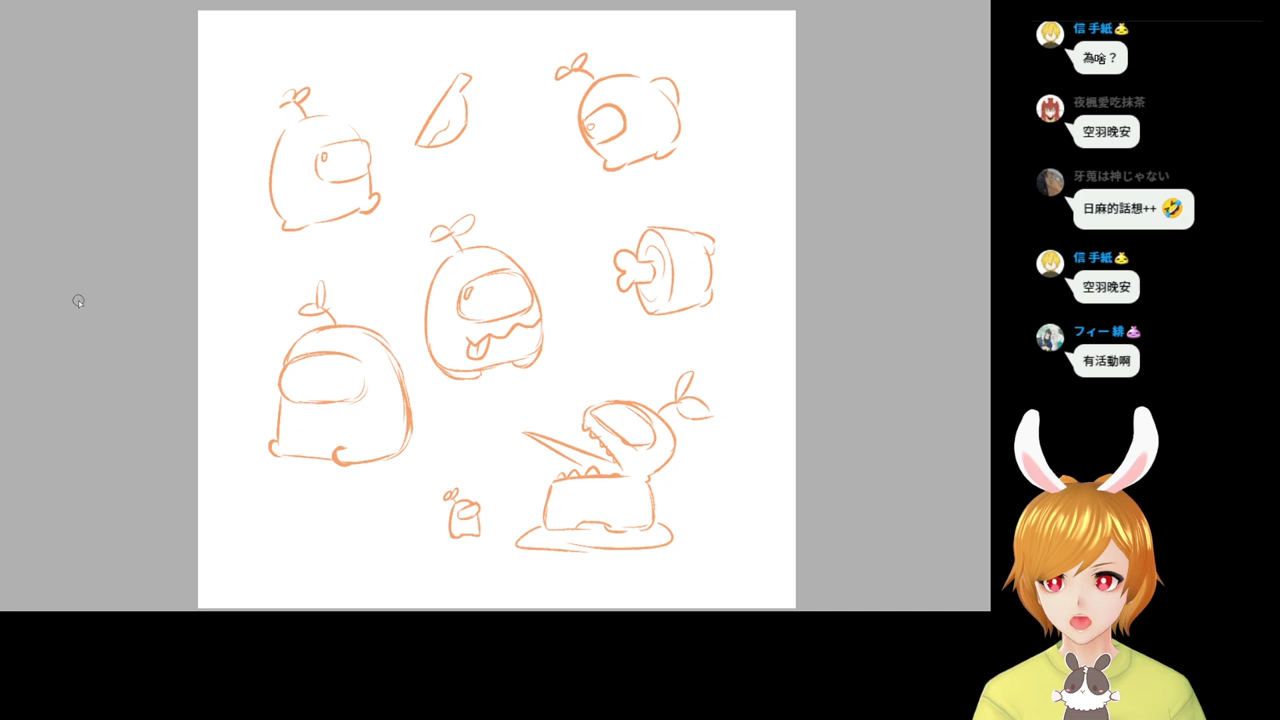 信 手紙
為啥？
夜楓愛吃抹茶
空羽晚安
牙兎は神じゃない
日麻的話想++ 🤣
信 手紙
空羽晚安
フィー 緋
有活動啊